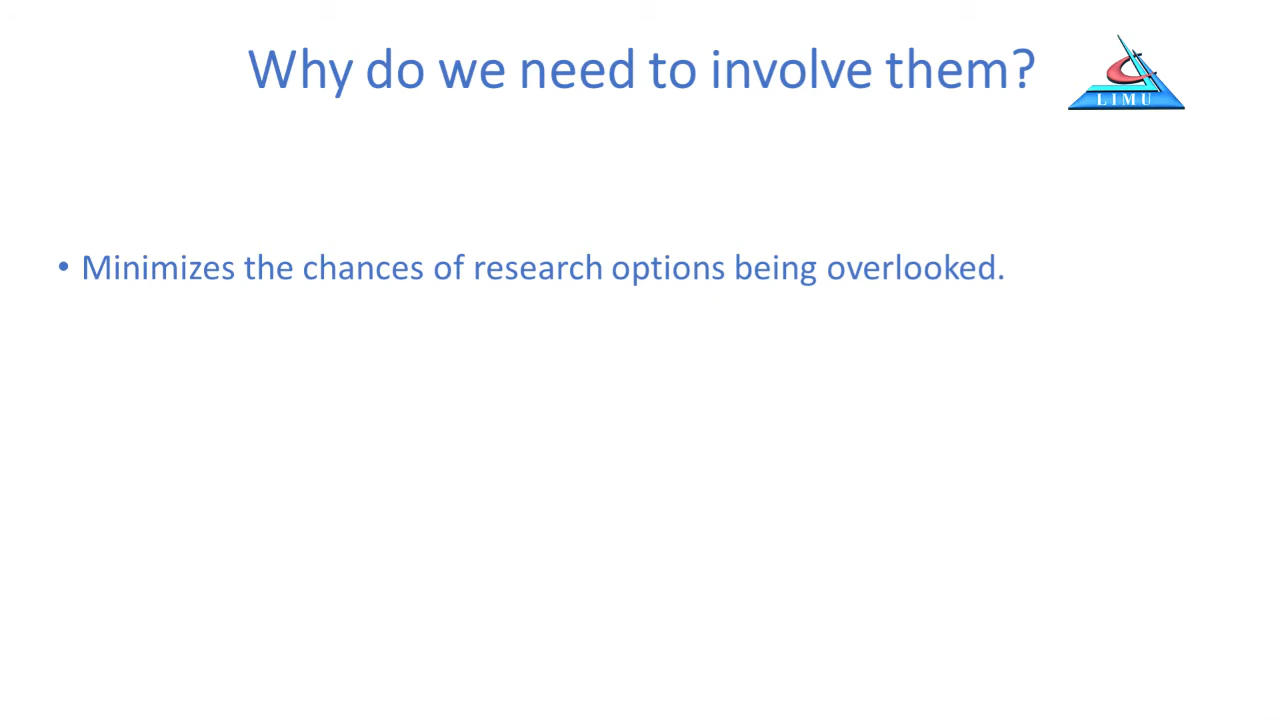 Why do we need to involve them?
LIMU
• Minimizes the chances of research options being overlooked.